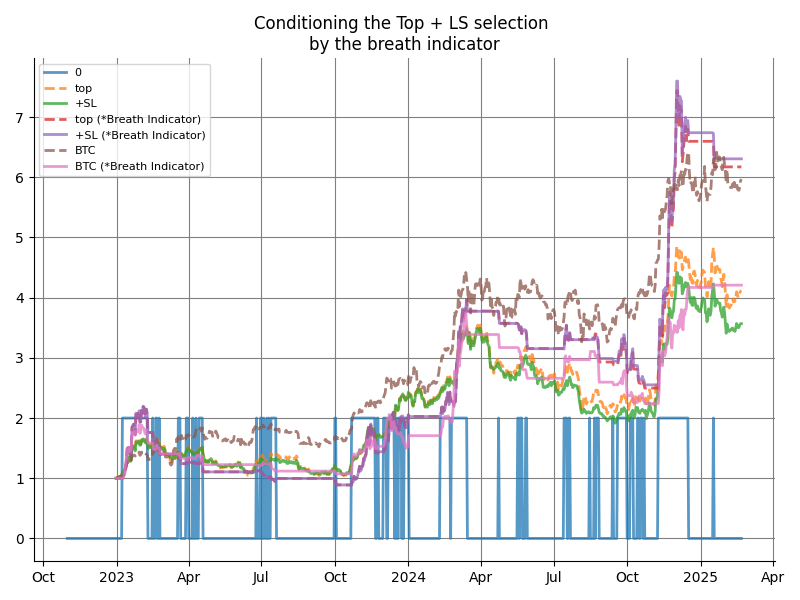 Conditioning the Top + LS selection
by the breath indicator
0
top
+SL
top (*Breath Indicator)
+SL (*Breath Indicator)
BTC
BTC (*Breath Indicator)
7
6
5
4
3
2
1
0
Oct 2023 Apr Jul Oct 2024 Apr Jul Oct 2025 Apr